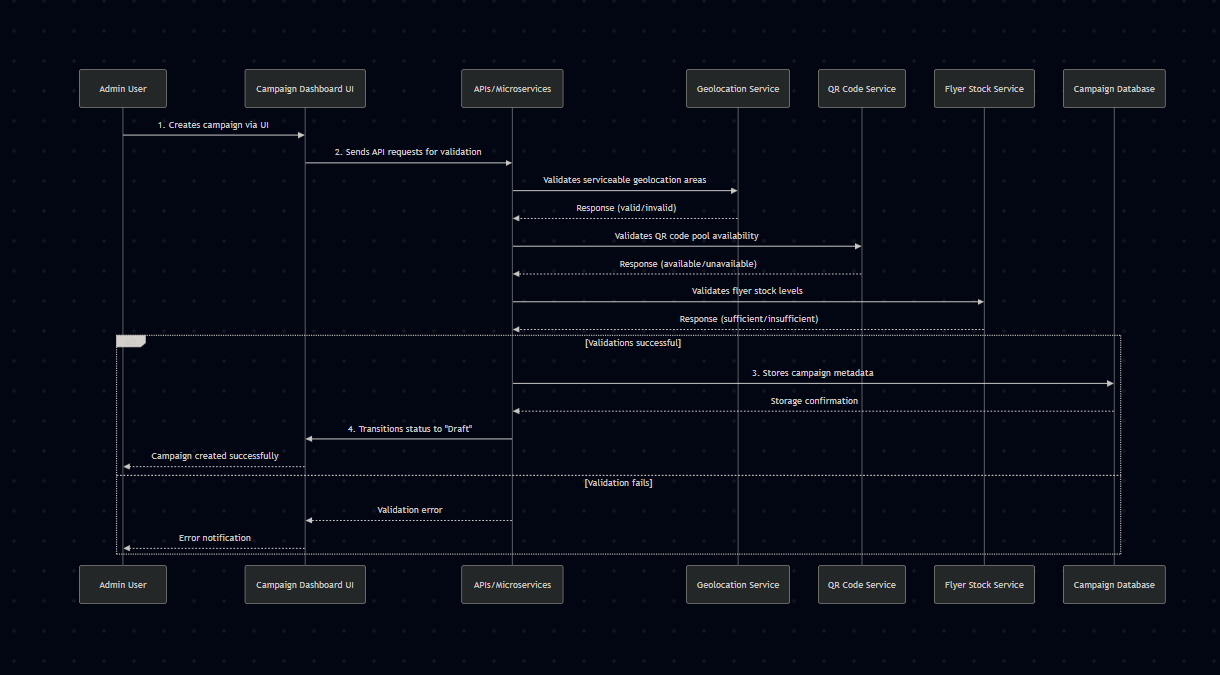 Admin User
Campaign Dashboard UI
APIs/Microservices
Geolocation Service
QR Code Service
Flyer Stock Service
Campaign Database
1. Creates campaign via UI
2. Sends API requests for validation
Validates serviceable geolocation areas
Response (valid/invalid)
Validates QR code pool availability
Response (available/unavailable)
Validates flyer stock levels
Response (sufficient/insufficient)
[Validations successful]
3. Stores campaign metadata
Storage confirmation
4. Transitions status to "Draft"
Campaign created successfully
[Validation fails]
Validation error
Error notification
Admin User
Campaign Dashboard UI
APIs/Microservices
Geolocation Service
QR Code Service
Flyer Stock Service
Campaign Database